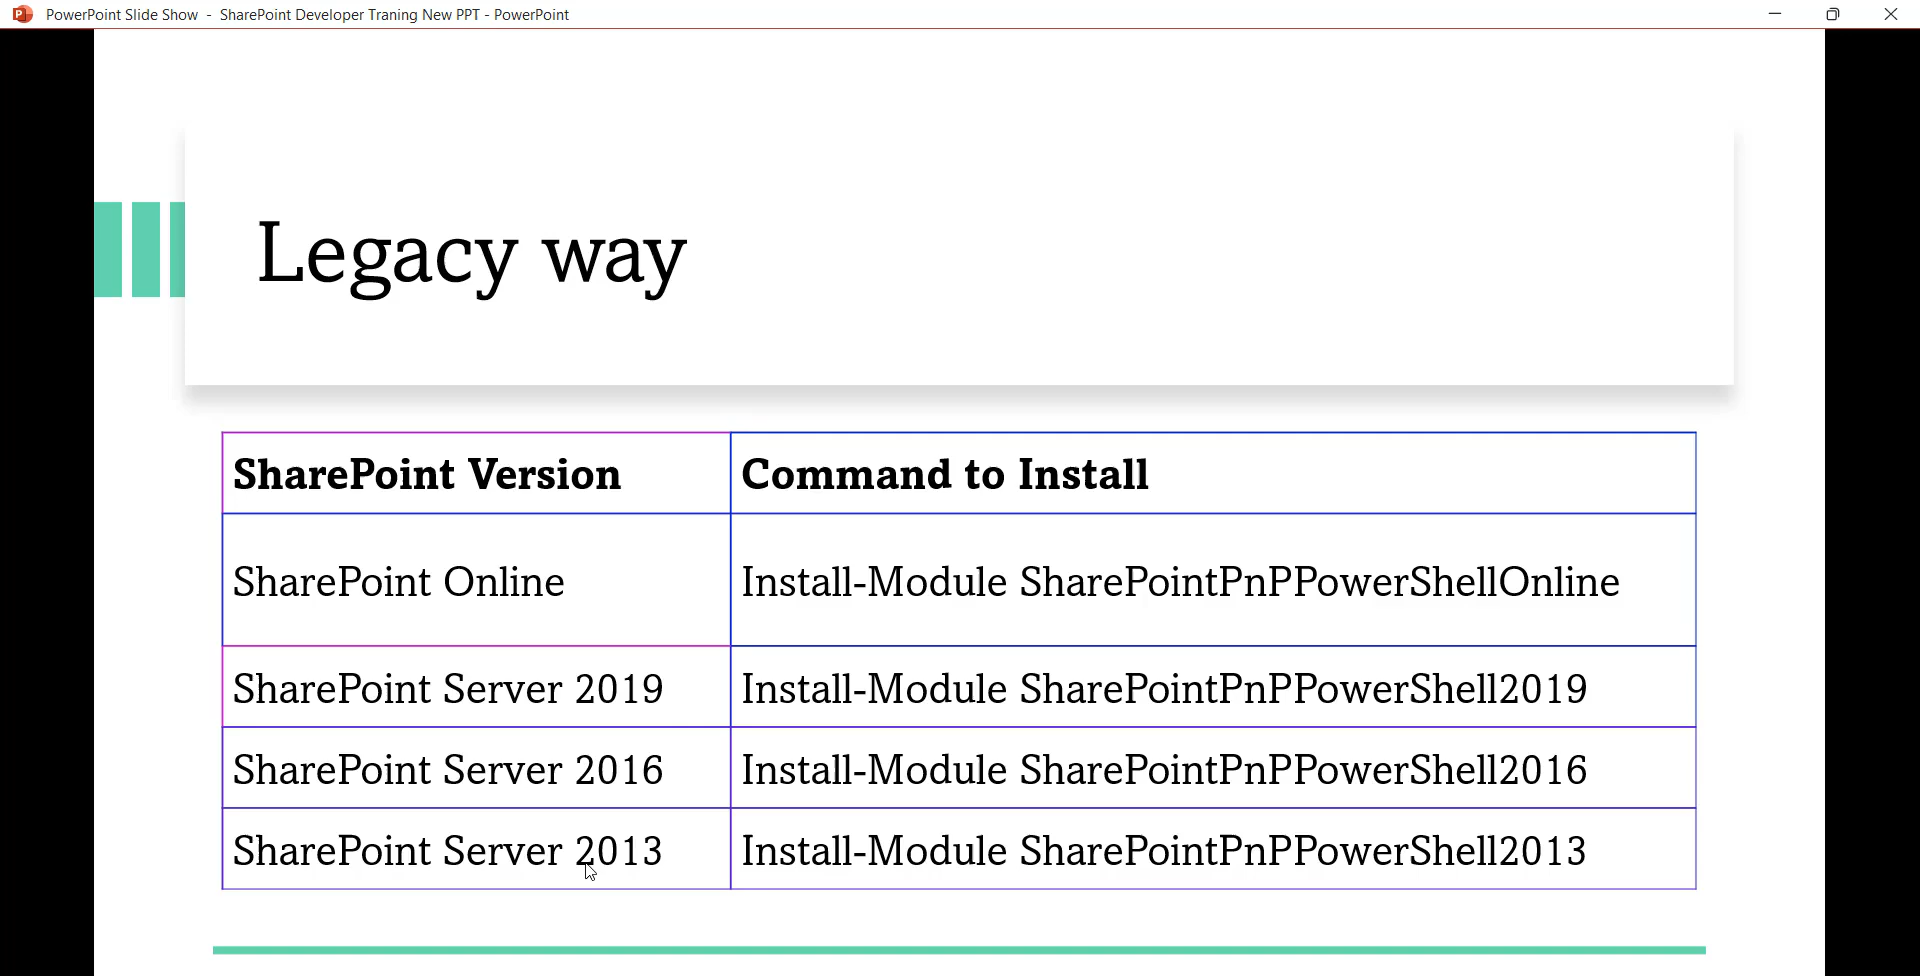 PowerPoint Slide Show - SharePoint Developer Traning New PPT - PowerPoint
Legacy way
SharePoint Version Command to Install
SharePoint Online Install-Module SharePointPnPPowerShellOnline
SharePoint Server 2019 Install-Module SharePointPnPPowerShell2019
SharePoint Server 2016 Install-Module SharePointPnPPowerShell2016
SharePoint Server 2013 Install-Module SharePointPnPPowerShell2013